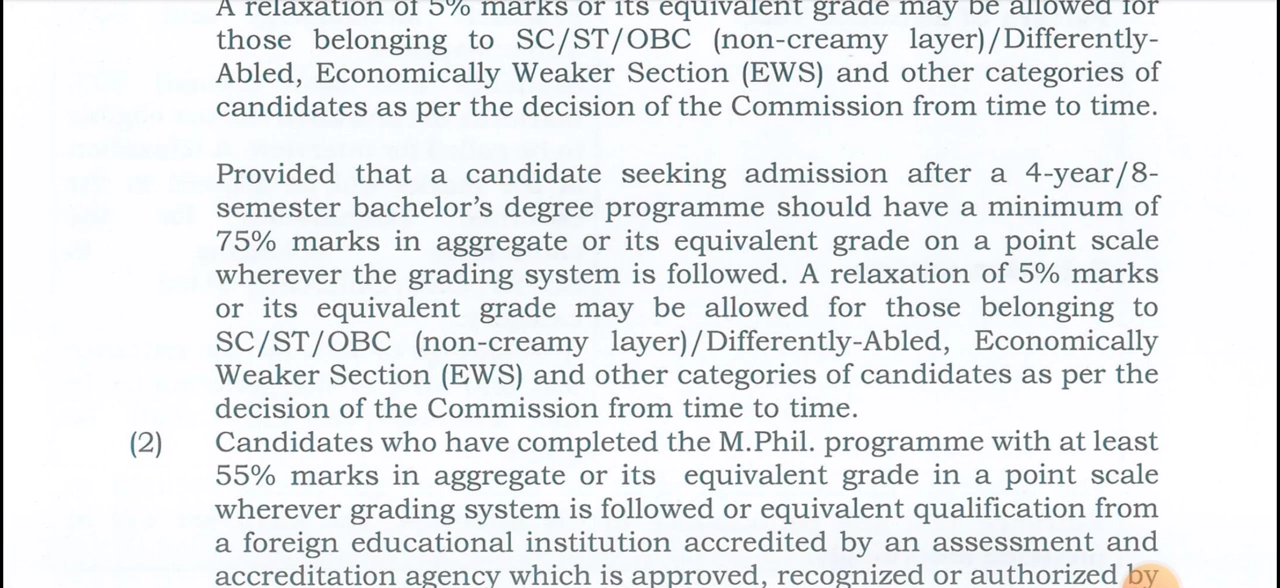 A relaxation of 5% marks or its equivalent grade may be allowed for
those belonging to SC/ST/OBC (non-creamy layer)/Differently-
Abled, Economically Weaker Section (EWS) and other categories of
candidates as per the decision of the Commission from time to time.
Provided that a candidate seeking admission after a 4-year/8-
semester bachelor's degree programme should have a minimum of
75% marks in aggregate or its equivalent grade on a point scale
wherever the grading system is followed. A relaxation of 5% marks
or its equivalent grade may be allowed for those belonging to
SC/ST/OBC (non-creamy layer)/Differently-Abled, Economically
Weaker Section (EWS) and other categories of candidates as per the
decision of the Commission from time to time.
(2) Candidates who have completed the M.Phil. programme with at least
55% marks in aggregate or its equivalent grade in a point scale
wherever grading system is followed or equivalent qualification from
a foreign educational institution accredited by an assessment and
accreditation agency which is approved, recognized or authorized by